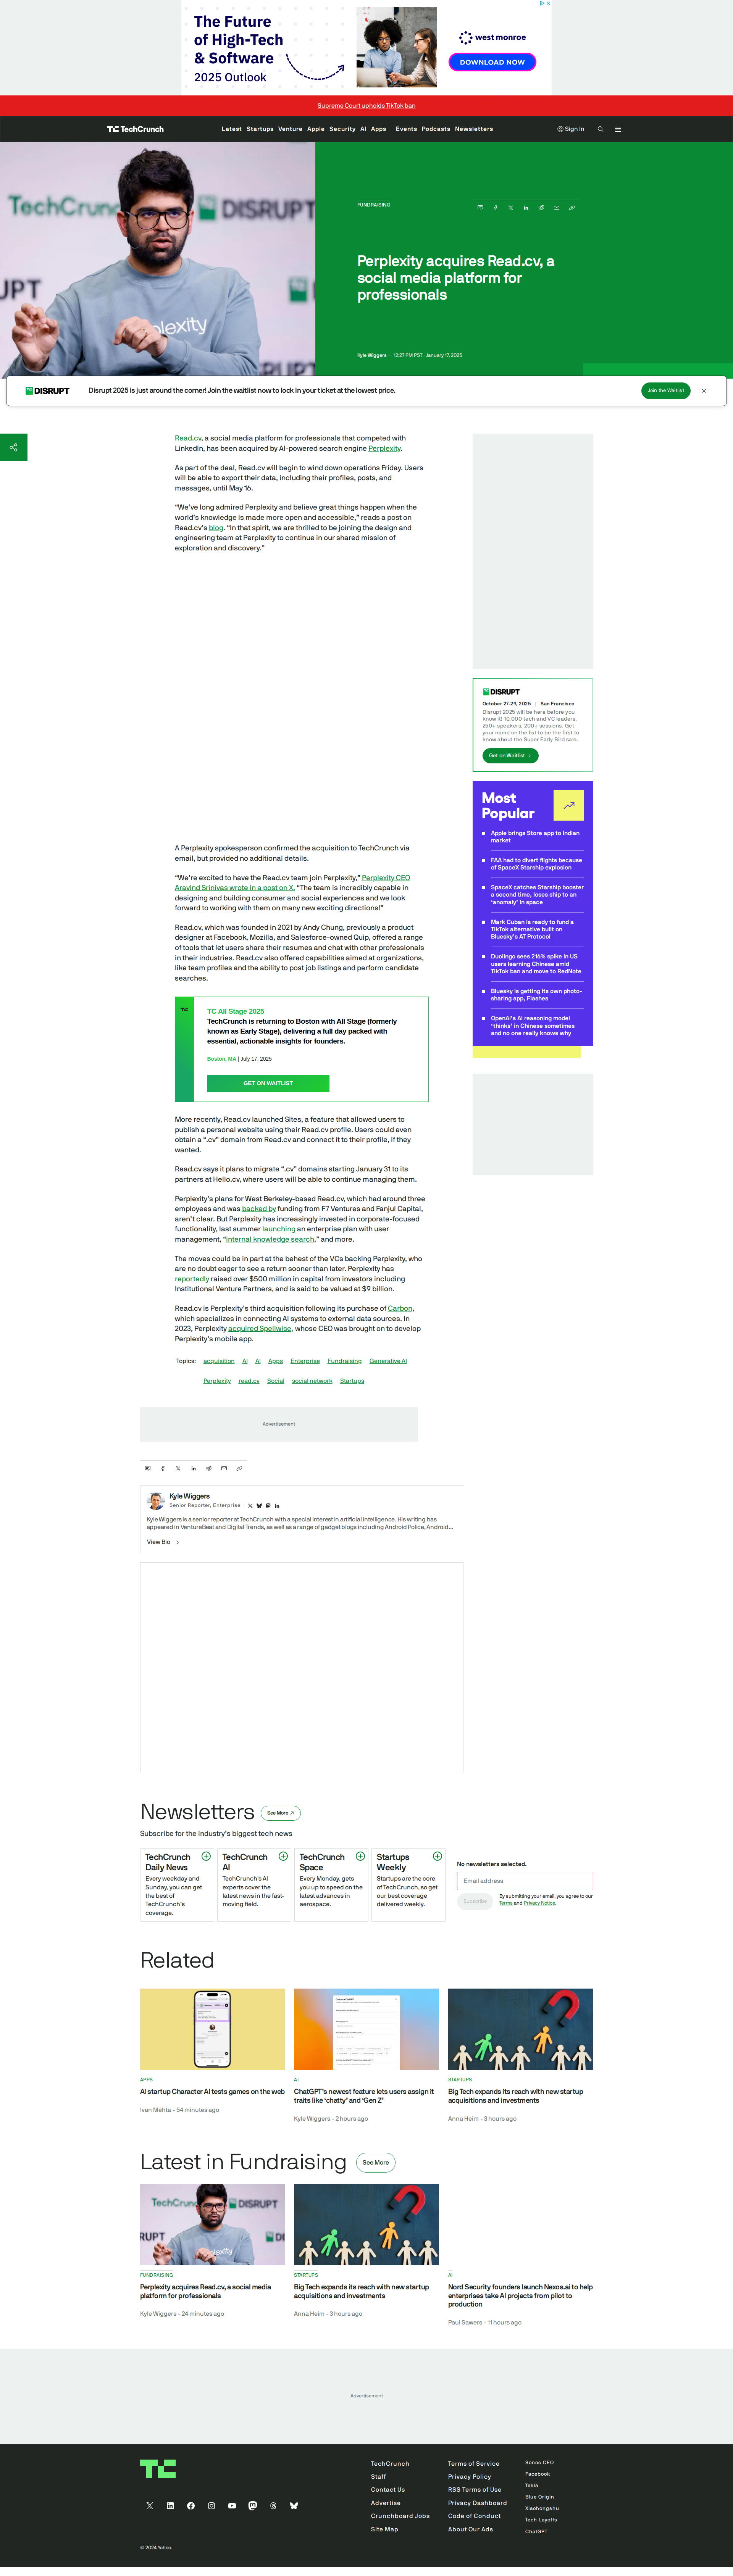 The Future
of High-Tech
& Software
2025 Outlook
west monroe
DOWNLOAD NOW
Supreme Court upholds TikTok ban
TechCrunch
Latest Startups Venture Apple Security AI Apps | Events Podcasts Newsletters
Sign In
FUNDRAISING
Perplexity acquires Read.cv, a
social media platform for
professionals
Kyle Wiggers — 12:27 PM PST · January 17, 2025
DISRUPT
Disrupt 2025 is just around the corner! Join the waitlist now to lock in your ticket at the lowest price.
Join the Waitlist
Read.cv, a social media platform for professionals that competed with
LinkedIn, has been acquired by AI-powered search engine Perplexity.
As part of the deal, Read.cv will begin to wind down operations Friday. Users
will be able to export their data, including their profiles, posts, and
messages, until May 16.
“We’ve long admired Perplexity and believe great things happen when the
world’s knowledge is made more open and accessible,” reads a post on
Read.cv’s blog. “In that spirit, we are thrilled to be joining the design and
engineering team at Perplexity to continue in our shared mission of
exploration and discovery.”
DISRUPT
October 27-29, 2025 | San Francisco
Disrupt 2025 will be here before you
know it! 10,000 tech and VC leaders,
250+ speakers, 200+ sessions. Get
your name on the list to be the first to
know about the Super Early Bird sale.
Get on Waitlist
Most
Popular
Apple brings Store app to Indian
market
FAA had to divert flights because
of SpaceX Starship explosion
SpaceX catches Starship booster
a second time, loses ship to an
‘anomaly’ in space
Mark Cuban is ready to fund a
TikTok alternative built on
Bluesky’s AT Protocol
Duolingo sees 216% spike in US
users learning Chinese amid
TikTok ban and move to RedNote
Bluesky is getting its own photo-
sharing app, Flashes
OpenAI’s AI reasoning model
‘thinks’ in Chinese sometimes
and no one really knows why
A Perplexity spokesperson confirmed the acquisition to TechCrunch via
email, but provided no additional details.
“We’re excited to have the Read.cv team join Perplexity,” Perplexity CEO
Aravind Srinivas wrote in a post on X. “The team is incredibly capable in
designing and building consumer and social experiences and we look
forward to working with them on many new exciting directions!”
Read.cv, which was founded in 2021 by Andy Chung, previously a product
designer at Facebook, Mozilla, and Salesforce-owned Quip, offered a range
of tools that let users share their resumes and chat with other professionals
in their industries. Read.cv also offered capabilities aimed at organizations,
like team profiles and the ability to post job listings and perform candidate
searches.
TC
TC All Stage 2025
TechCrunch is returning to Boston with All Stage (formerly
known as Early Stage), delivering a full day packed with
essential, actionable insights for founders.
Boston, MA | July 17, 2025
GET ON WAITLIST
More recently, Read.cv launched Sites, a feature that allowed users to
publish a personal website using their Read.cv profile. Users could even
obtain a “.cv” domain from Read.cv and connect it to their profile, if they
wanted.
Read.cv says it plans to migrate “.cv” domains starting January 31 to its
partners at Hello.cv, where users will be able to continue managing them.
Perplexity’s plans for West Berkeley-based Read.cv, which had around three
employees and was backed by funding from F7 Ventures and Fanjul Capital,
aren’t clear. But Perplexity has increasingly invested in corporate-focused
functionality, last summer launching an enterprise plan with user
management, “internal knowledge search,” and more.
The moves could be in part at the behest of the VCs backing Perplexity, who
are no doubt eager to see a return sooner than later. Perplexity has
reportedly raised over $500 million in capital from investors including
Institutional Venture Partners, and is said to be valued at $9 billion.
Read.cv is Perplexity’s third acquisition following its purchase of Carbon,
which specializes in connecting AI systems to external data sources. In
2023, Perplexity acquired Spellwise, whose CEO was brought on to develop
Perplexity’s mobile app.
Topics: acquisition AI AI Apps Enterprise Fundraising Generative AI
Perplexity read.cv Social social network Startups
Advertisement
Kyle Wiggers
Senior Reporter, Enterprise
Kyle Wiggers is a senior reporter at TechCrunch with a special interest in artificial intelligence. His writing has
appeared in VentureBeat and Digital Trends, as well as a range of gadget blogs including Android Police, Android…
View Bio
Newsletters
See More
Subscribe for the industry’s biggest tech news
TechCrunch
Daily News
Every weekday and
Sunday, you can get
the best of
TechCrunch’s
coverage.
TechCrunch
AI
TechCrunch’s AI
experts cover the
latest news in the fast-
moving field.
TechCrunch
Space
Every Monday, gets
you up to speed on the
latest advances in
aerospace.
Startups
Weekly
Startups are the core
of TechCrunch, so get
our best coverage
delivered weekly.
No newsletters selected.
Email address
Subscribe
By submitting your email, you agree to our
Terms and Privacy Notice.
Related
APPS
AI startup Character AI tests games on the web
Ivan Mehta - 54 minutes ago
AI
ChatGPT’s newest feature lets users assign it
traits like ‘chatty’ and ‘Gen Z’
Kyle Wiggers - 2 hours ago
STARTUPS
Big Tech expands its reach with new startup
acquisitions and investments
Anna Heim - 3 hours ago
Latest in Fundraising
See More
FUNDRAISING
Perplexity acquires Read.cv, a social media
platform for professionals
Kyle Wiggers - 24 minutes ago
STARTUPS
Big Tech expands its reach with new startup
acquisitions and investments
Anna Heim - 3 hours ago
AI
Nord Security founders launch Nexos.ai to help
enterprises take AI projects from pilot to
production
Paul Sawers - 11 hours ago
Advertisement
TechCrunch
Staff
Contact Us
Advertise
Crunchboard Jobs
Site Map
Terms of Service
Privacy Policy
RSS Terms of Use
Privacy Dashboard
Code of Conduct
About Our Ads
Sonos CEO
Facebook
Tesla
Blue Origin
Xiaohongshu
Tech Layoffs
ChatGPT
© 2024 Yahoo.